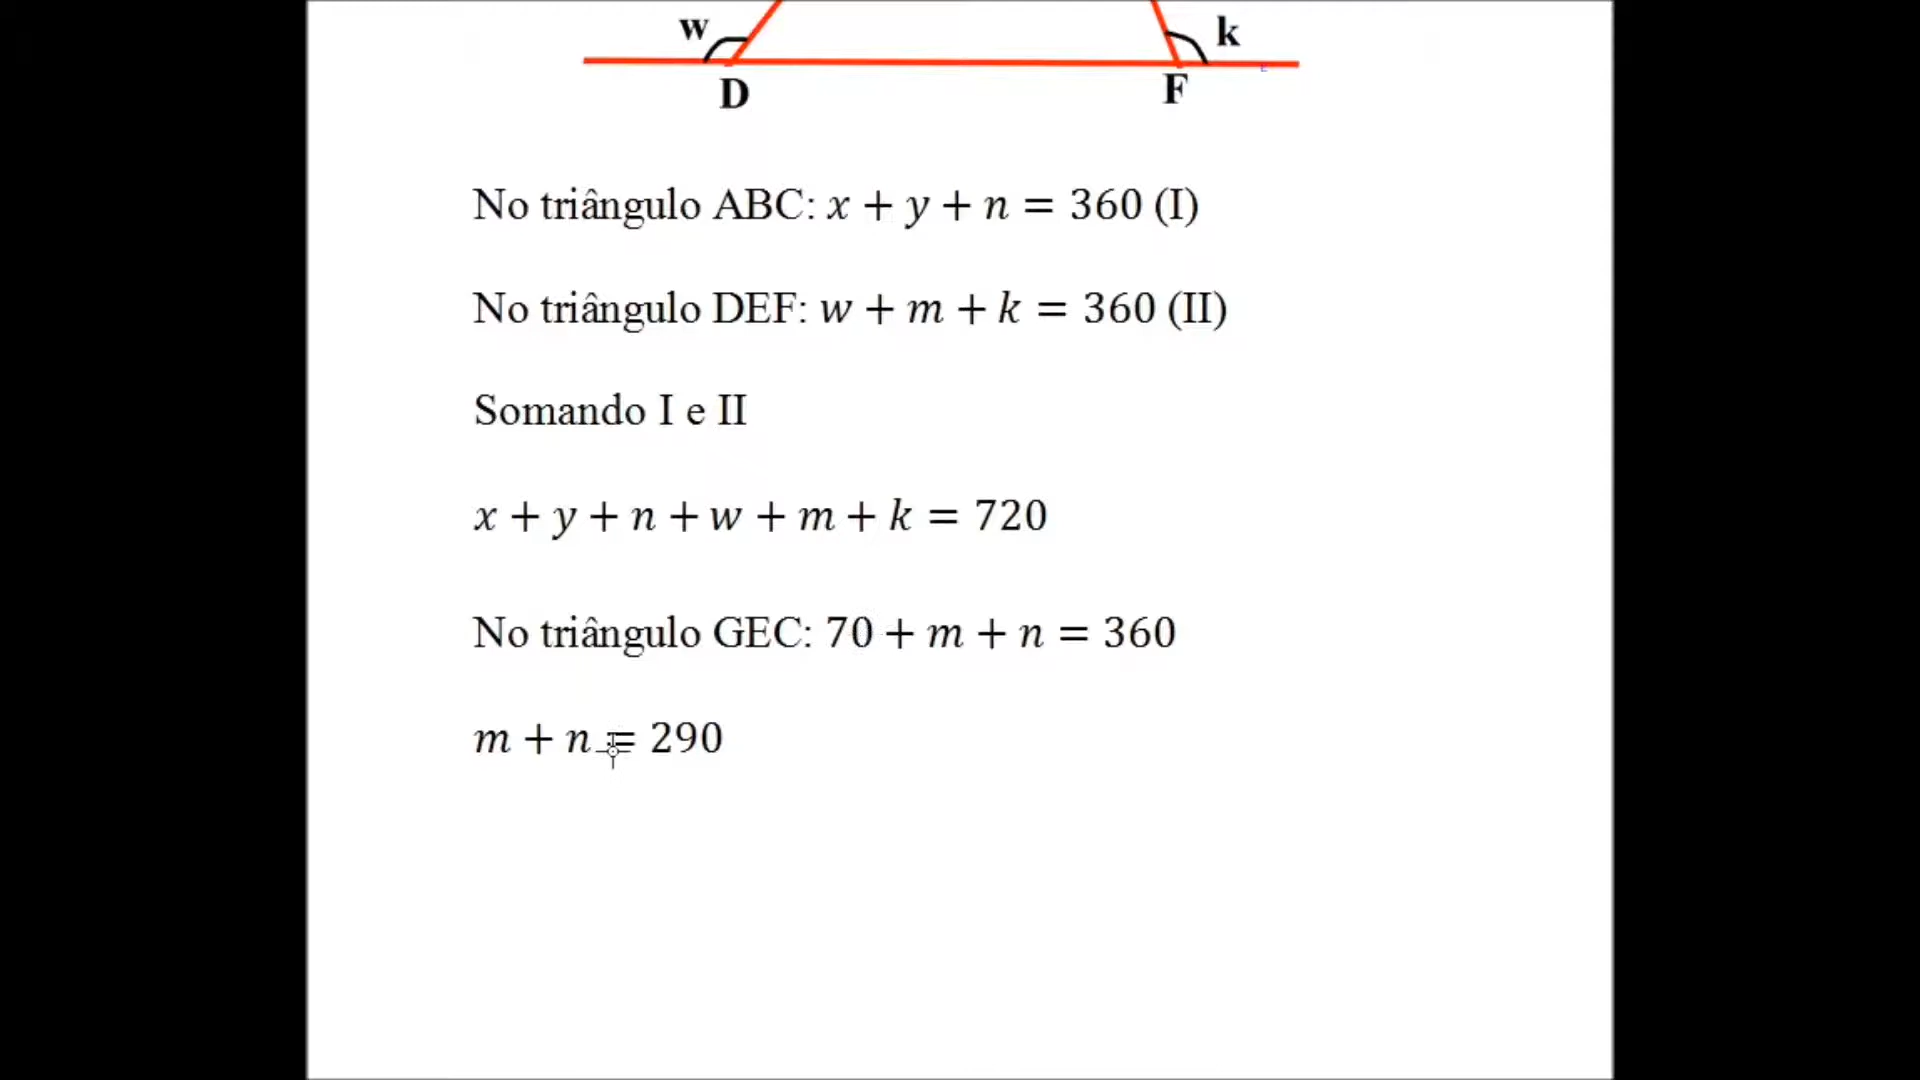 w
k
D
F
No triângulo ABC: x + y + n = 360 (I)
No triângulo DEF: w + m + k = 360 (II)
Somando I e II
x + y + n + w + m + k = 720
No triângulo GEC: 70 + m + n = 360
m + n = 290